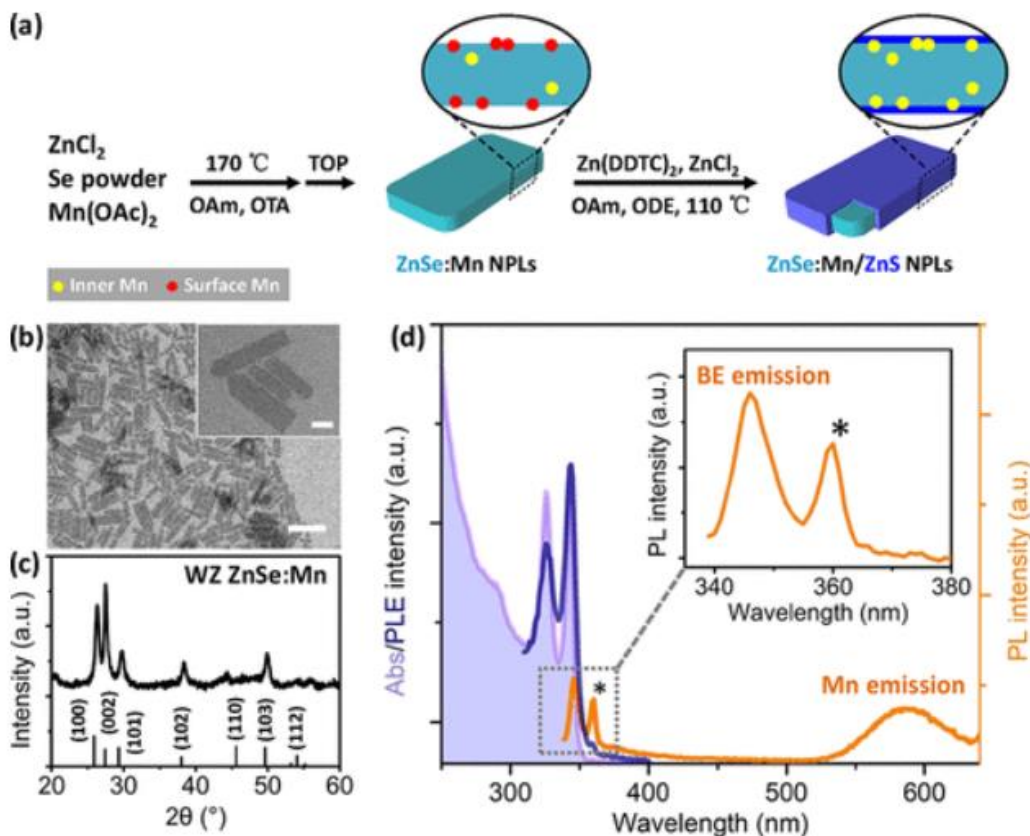 (a)
ZnCl2
Se powder
Mn(OAc)2
170 ℃
OAm, OTA
TOP
ZnSe:Mn NPLs
Zn(DDTC)2, ZnCl2
OAm, ODE, 110 ℃
ZnSe:Mn/ZnS NPLs
Inner Mn
Surface Mn
(b)
(c)
WZ ZnSe:Mn
Intensity (a.u.)
(100)
(002)
(101)
(102)
(110)
(103)
(112)
20 30 40 50 60
2θ (°)
(d)
Abs/PLE intensity (a.u.)
PL intensity (a.u.)
BE emission
*
PL intensity (a.u.)
340 360 380
Wavelength (nm)
*
Mn emission
300 400 500 600
Wavelength (nm)